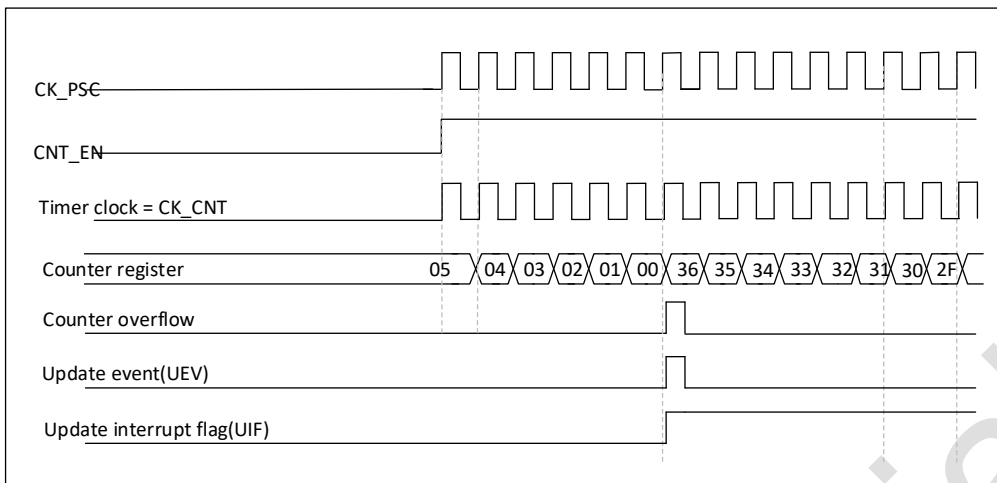 CK_PSC
CNT_EN
Timer clock = CK_CNT
Counter register 05 04 03 02 01 00 36 35 34 33 32 31 30 2F
Counter overflow
Update event(UEV)
Update interrupt flag(UIF)